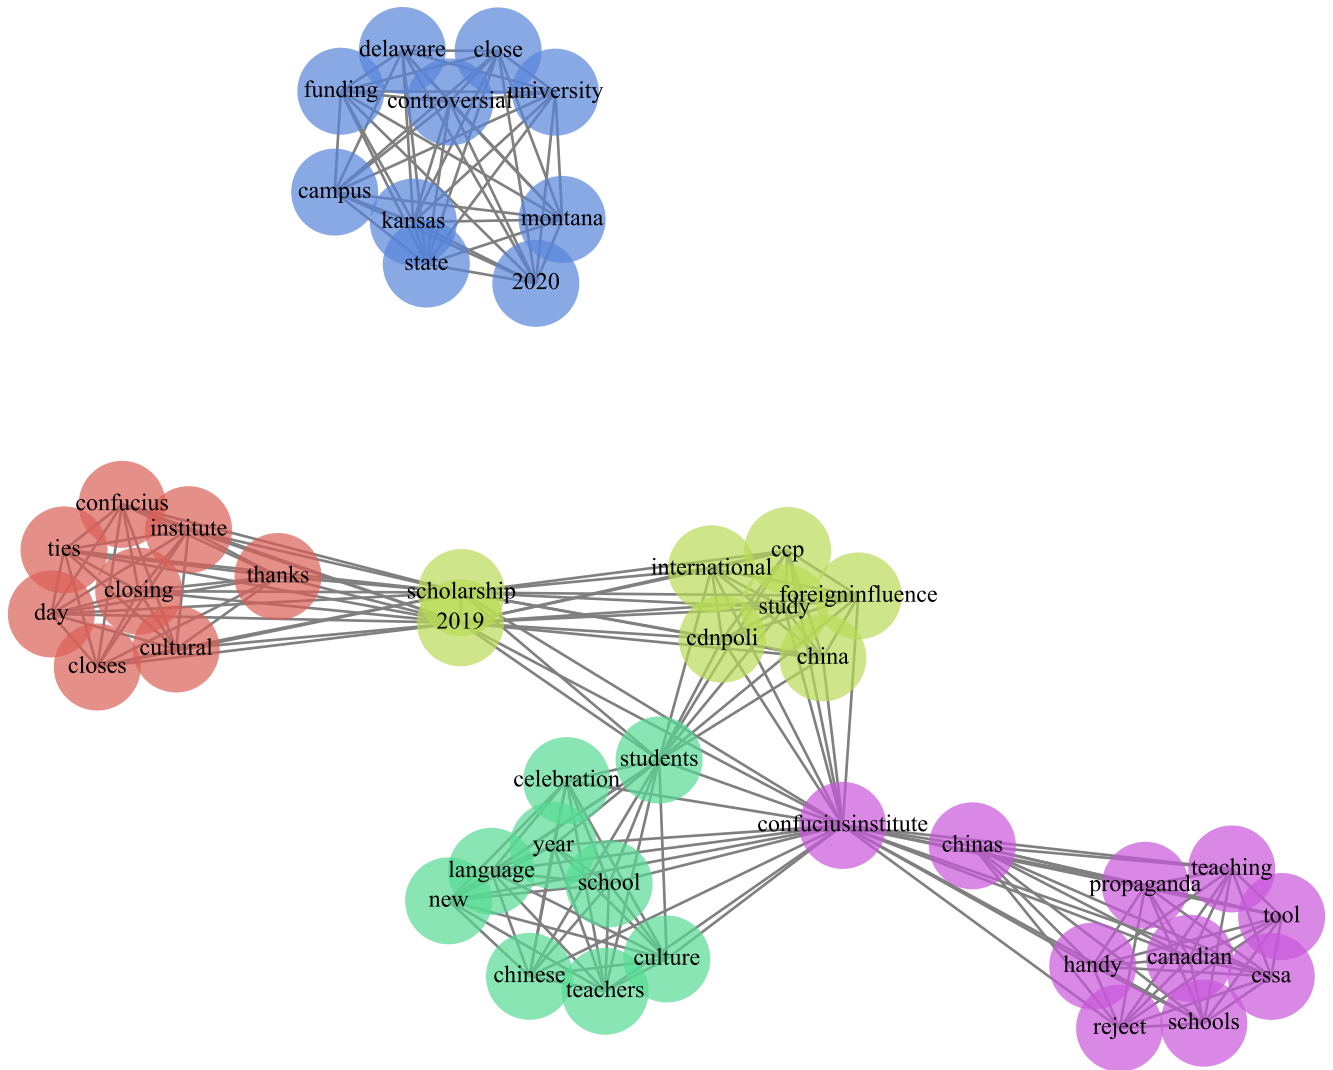 delaware
close
funding
controversial
university
campus
kansas
montana
state
2020
confucius
institute
ties
closing
thanks
day
cultural
closes
scholarship
2019
ccp
international
foreigninfluence
study
cdnpoli
china
students
celebration
year
language
school
new
culture
chinese
teachers
confuciusinstitute
chinas
teaching
propaganda
tool
canadian
handy
cssa
schools
reject